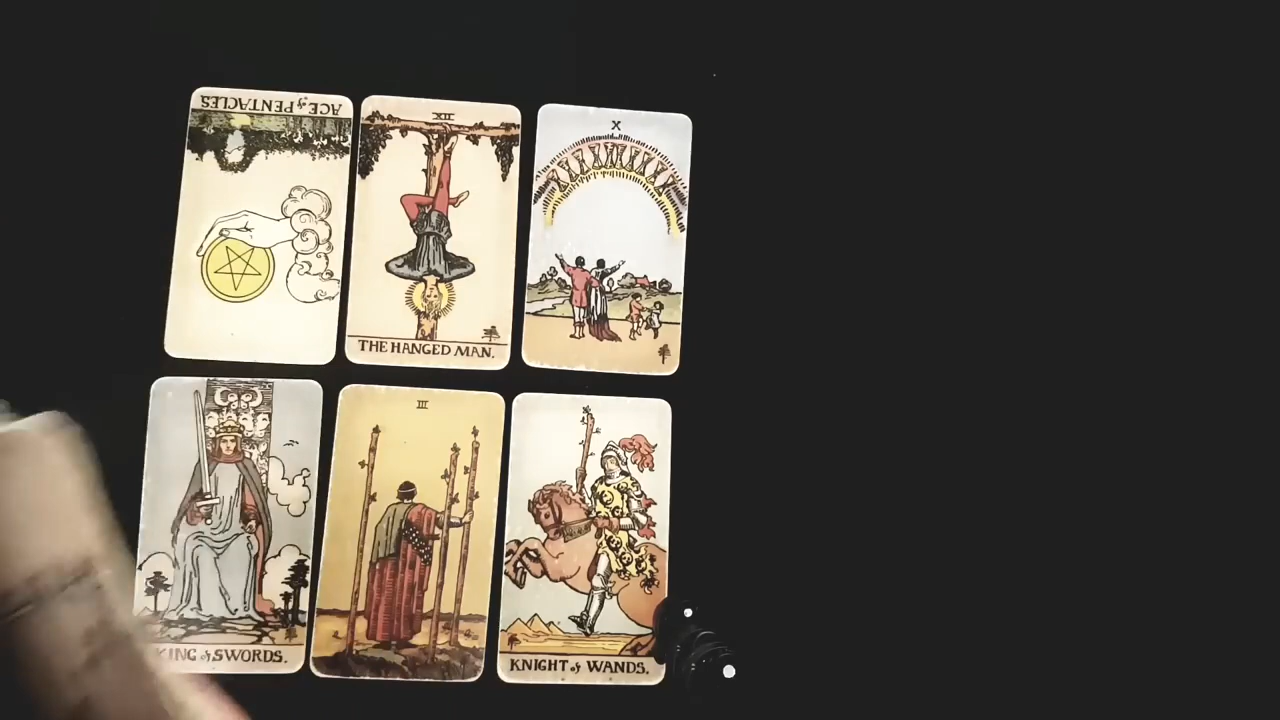 ACE of PENTACLES
XII
THE HANGED MAN.
X
KING of SWORDS.
III
KNIGHT of WANDS.